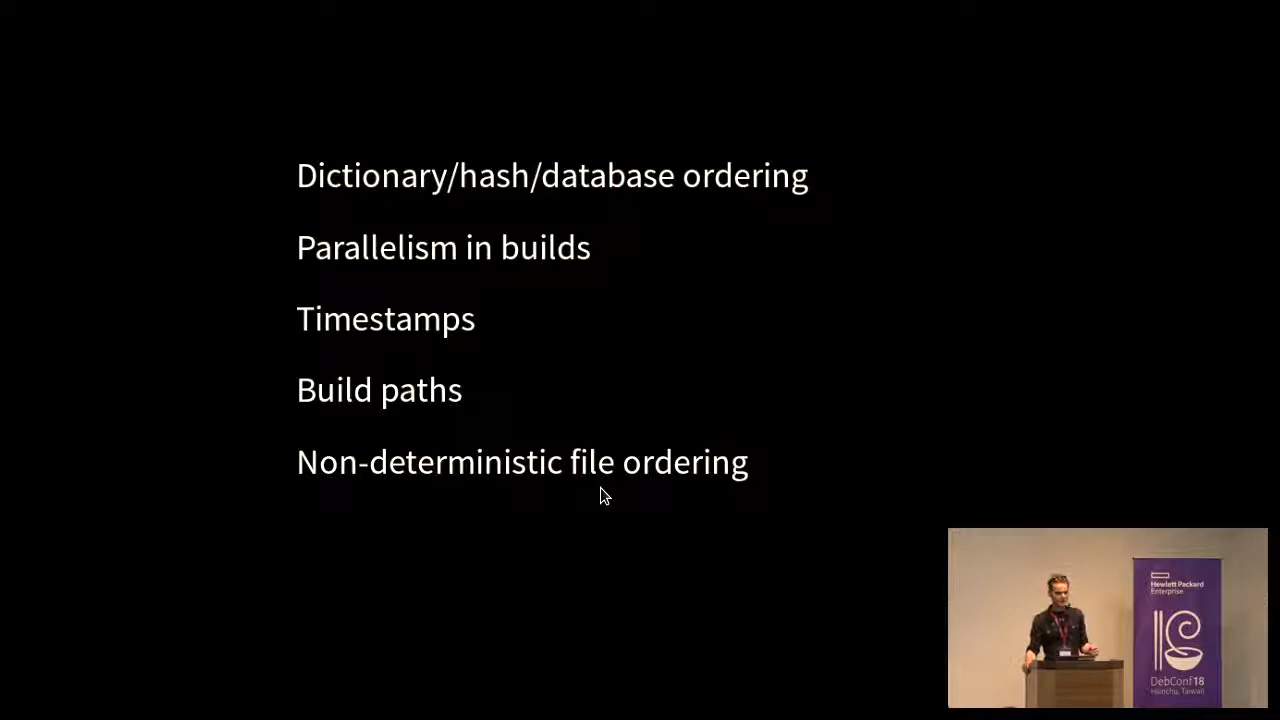 Dictionary/hash/database ordering
Parallelism in builds
Timestamps
Build paths
Non-deterministic file ordering
Hewlett Packard
Enterprise
DebConf18
Hsinchu, Taiwan